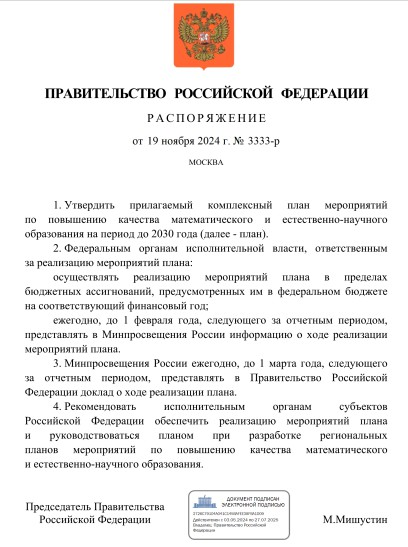 ПРАВИТЕЛЬСТВО РОССИЙСКОЙ ФЕДЕРАЦИИ
РАСПОРЯЖЕНИЕ
от 19 ноября 2024 г. № 3333-р
МОСКВА
1. Утвердить прилагаемый комплексный план мероприятий
по повышению качества математического и естественно-научного
образования на период до 2030 года (далее - план).
2. Федеральным органам исполнительной власти, ответственным
за реализацию мероприятий плана:
осуществлять реализацию мероприятий плана в пределах
бюджетных ассигнований, предусмотренных им в федеральном бюджете
на соответствующий финансовый год;
ежегодно, до 1 февраля года, следующего за отчетным периодом,
представлять в Минпросвещения России информацию о ходе реализации
мероприятий плана.
3. Минпросвещения России ежегодно, до 1 марта года, следующего
за отчетным периодом, представлять в Правительство Российской
Федерации доклад о ходе реализации плана.
4. Рекомендовать исполнительным органам субъектов
Российской Федерации обеспечить реализацию мероприятий плана
и руководствоваться планом при разработке региональных
планов мероприятий по повышению качества математического
и естественно-научного образования.
Председатель Правительства
Российской Федерации
ДОКУМЕНТ ПОДПИСАН
ЭЛЕКТРОННОЙ ПОДПИСЬЮ
Действителен с 03.05.2024 по 27.07.2025
Владелец: Правительство Российской
Федерации
М.Мишустин